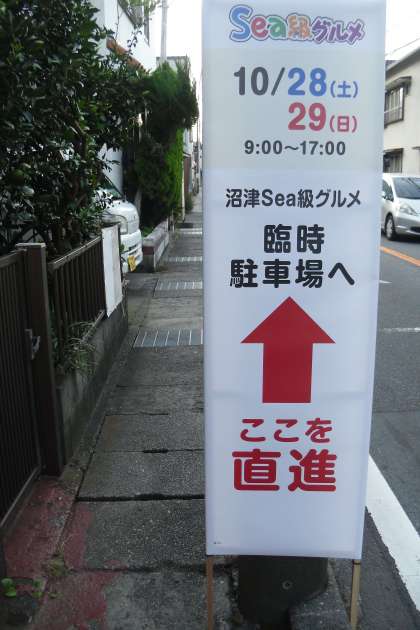 Sea級グルメ
10/28(土)
29(日)
9:00～17:00
沼津Sea級グルメ
臨時
駐車場へ
ここを
直進